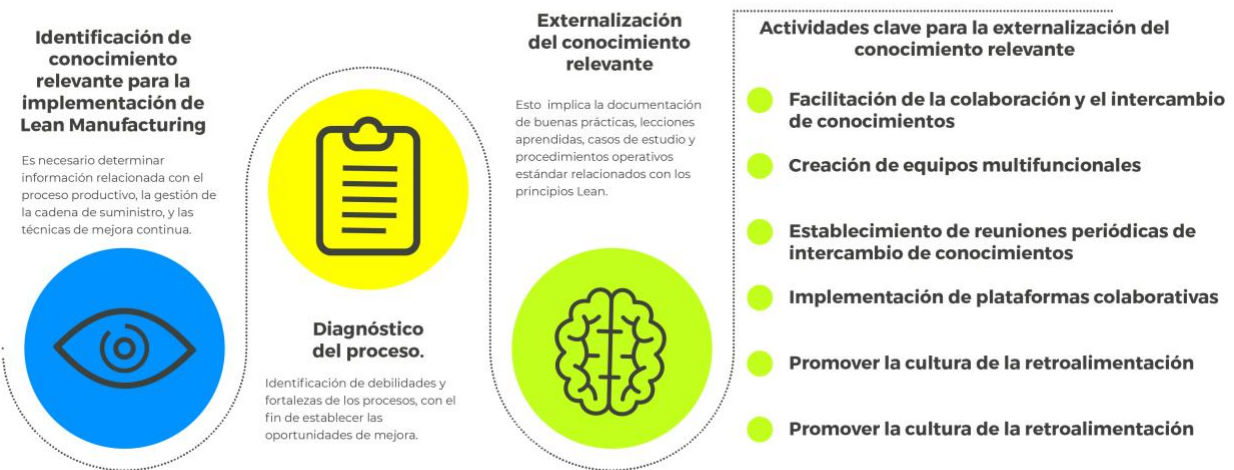 Identificación de
conocimiento
relevante para la
implementación de
Lean Manufacturing
Es necesario determinar
información relacionada con el
proceso productivo, la gestión de
la cadena de suministro, y las
técnicas de mejora continua.
Diagnóstico
del proceso.
Identificación de debilidades y
fortalezas de los procesos, con el
fin de establecer las
oportunidades de mejora.
Externalización
del conocimiento
relevante
Esto implica la documentación
de buenas prácticas, lecciones
aprendidas, casos de estudio y
procedimientos operativos
estándar relacionados con los
principios Lean.
Actividades clave para la externalización del
conocimiento relevante
Facilitación de la colaboración y el intercambio
de conocimientos
Creación de equipos multifuncionales
Establecimiento de reuniones periódicas de
intercambio de conocimientos
Implementación de plataformas colaborativas
Promover la cultura de la retroalimentación
Promover la cultura de la retroalimentación